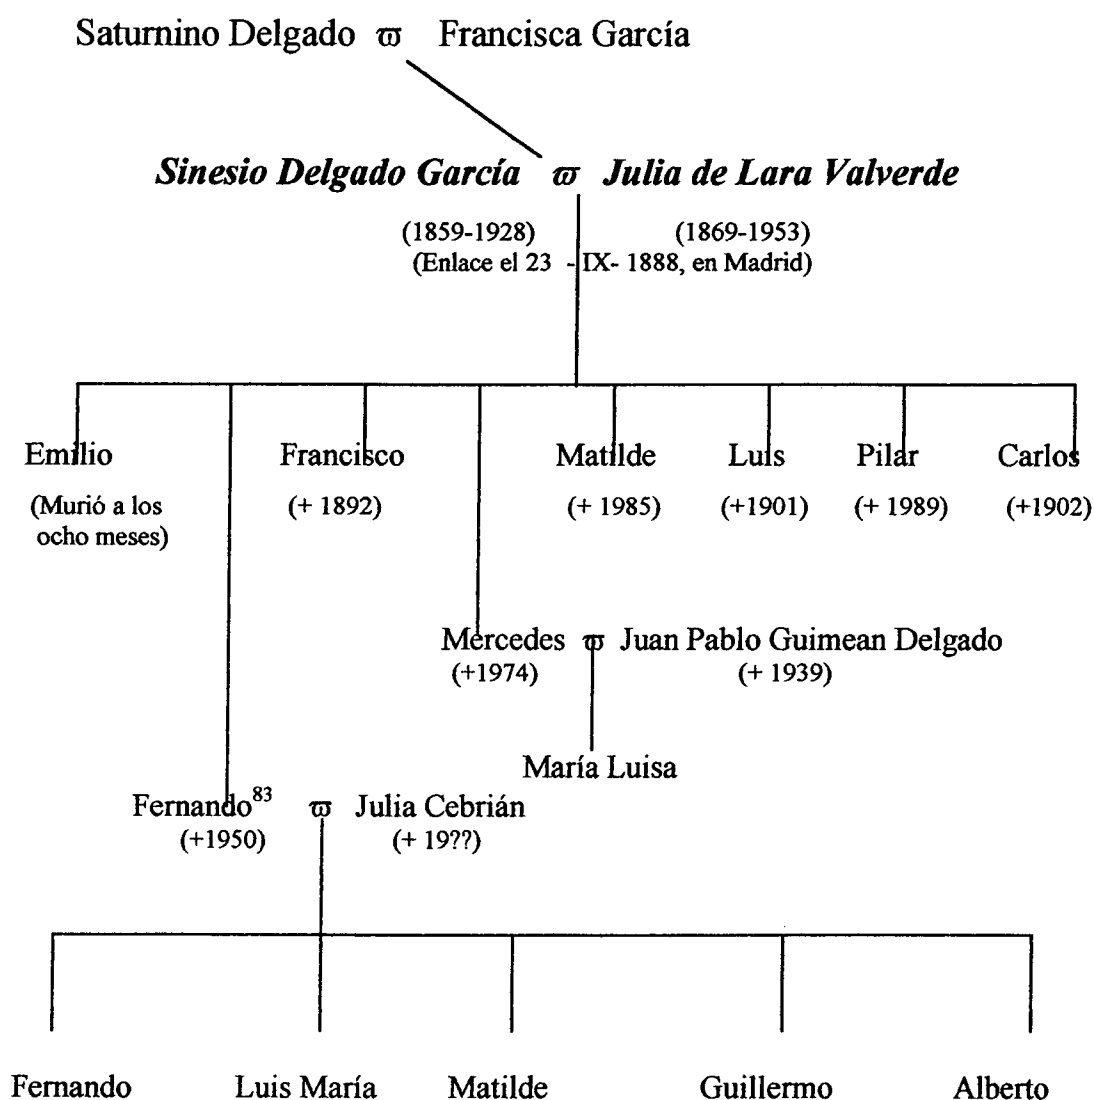 Saturnino Delgado ϖ Francisca García
Sinesio Delgado García ϖ Julia de Lara Valverde
(1859-1928) (1869-1953)
(Enlace el 23 - IX- 1888, en Madrid)
Emilio Francisco Matilde Luis Pilar Carlos
(Murió a los (+ 1892) (+ 1985) (+1901) (+ 1989) (+1902)
ocho meses)
Mercedes ϖ Juan Pablo Guimean Delgado
(+1974) (+ 1939)
María Luisa
Fernando83 ϖ Julia Cebrián
(+1950) (+ 19??)
Fernando Luis María Matilde Guillermo Alberto